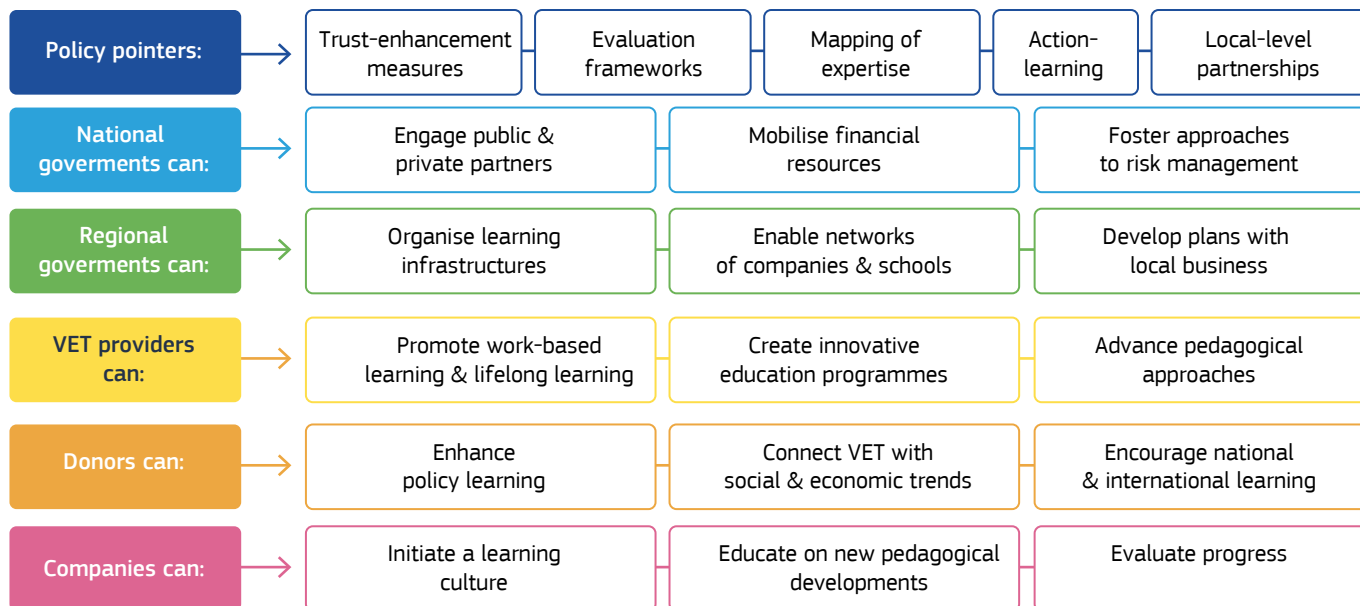 Policy pointers:
Trust-enhancement
measures
Evaluation
frameworks
Mapping of
expertise
Action-
learning
Local-level
partnerships
National
goverments can:
Engage public &
private partners
Mobilise financial
resources
Foster approaches
to risk management
Regional
goverments can:
Organise learning
infrastructures
Enable networks
of companies & schools
Develop plans with
local business
VET providers
can:
Promote work-based
learning & lifelong learning
Create innovative
education programmes
Advance pedagogical
approaches
Donors can:
Enhance
policy learning
Connect VET with
social & economic trends
Encourage national
& international learning
Companies can:
Initiate a learning
culture
Educate on new pedagogical
developments
Evaluate progress